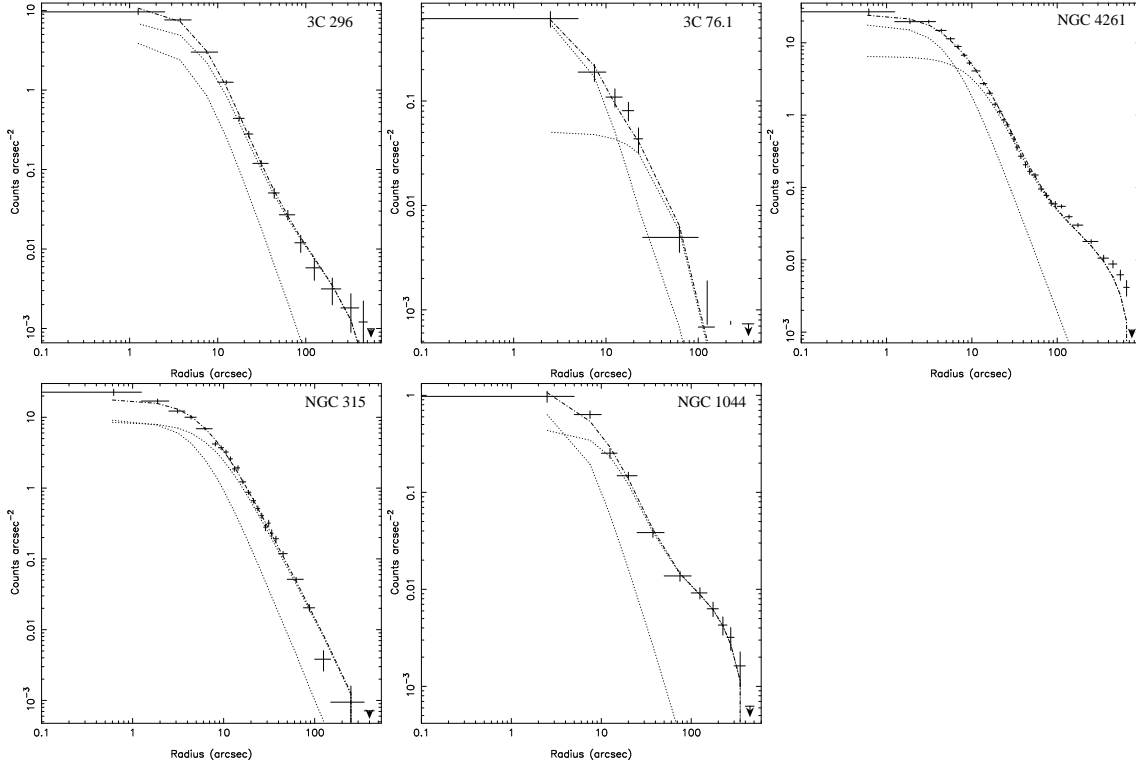 3C 296
3C 76.1
NGC 4261
Counts arcsec⁻²
10
1
0.1
0.01
10⁻³
0.1
1
10
100
Radius (arcsec)
Counts arcsec⁻²
0.1
0.01
10⁻³
0.1
1
10
100
Radius (arcsec)
Counts arcsec⁻²
10
1
0.1
0.01
10⁻³
0.1
1
10
100
Radius (arcsec)
NGC 315
NGC 1044
Counts arcsec⁻²
10
1
0.1
0.01
10⁻³
0.1
1
10
100
Radius (arcsec)
Counts arcsec⁻²
1
0.1
0.01
10⁻³
0.1
1
10
100
Radius (arcsec)